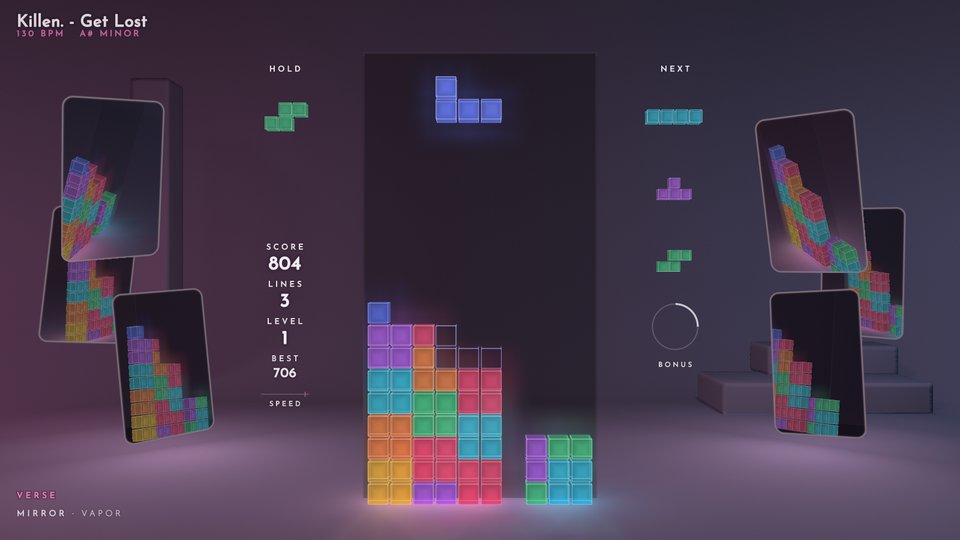 Killen. - Get Lost
130 BPM A# MINOR
HOLD
NEXT
SCORE
804
LINES
3
LEVEL
1
BEST
706
SPEED
BONUS
VERSE
MIRROR - VAPOR